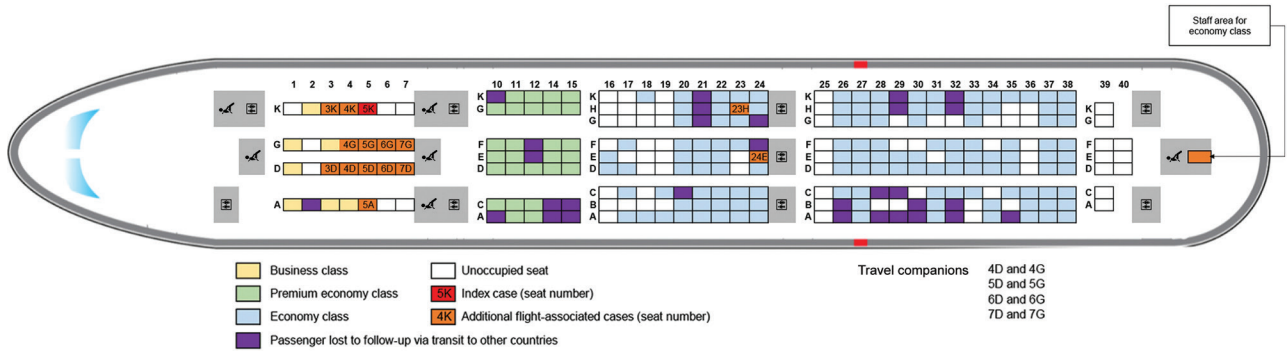 Staff area for
economy class
1 2 3 4 5 6 7
10 11 12 14 15
16 17 18 19 20 21 22 23 24
25 26 27 28 29 30 31 32 33 34 35 36 37 38
39 40
K 3K 4K 5K
K
G
K
H 23H
G
K
H
G
K
H
G 4G 5G 6G 7G
D 3D 4D 5D 6D 7D
F
E
D
F
E 24E
D
F
E
D
F
E
D
A 5A
C
A
C
B
A
C
B
A
C
A
Business class
Premium economy class
Economy class
Passenger lost to follow-up via transit to other countries
Unoccupied seat
5K Index case (seat number)
4K Additional flight-associated cases (seat number)
Travel companions 4D and 4G
5D and 5G
6D and 6G
7D and 7G